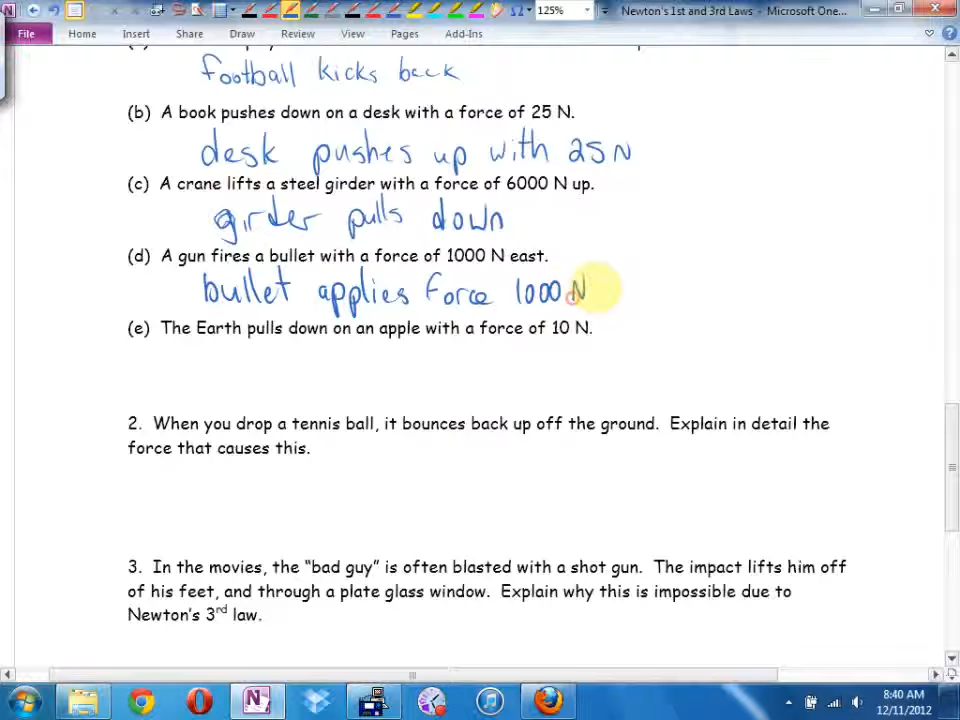 125%
Newton's 1st and 3rd Laws - Microsoft One...
File Home Insert Share Draw Review View Pages Add-Ins
football kicks back
(b) A book pushes down on a desk with a force of 25 N.
desk pushes up with 25 N
(c) A crane lifts a steel girder with a force of 6000 N up.
girder pulls down
(d) A gun fires a bullet with a force of 1000 N east.
bullet applies force 1000 N
(e) The Earth pulls down on an apple with a force of 10 N.
2. When you drop a tennis ball, it bounces back up off the ground. Explain in detail the
force that causes this.
3. In the movies, the "bad guy" is often blasted with a shot gun. The impact lifts him off
of his feet, and through a plate glass window. Explain why this is impossible due to
Newton's 3rd law.
8:40 AM
12/11/2012